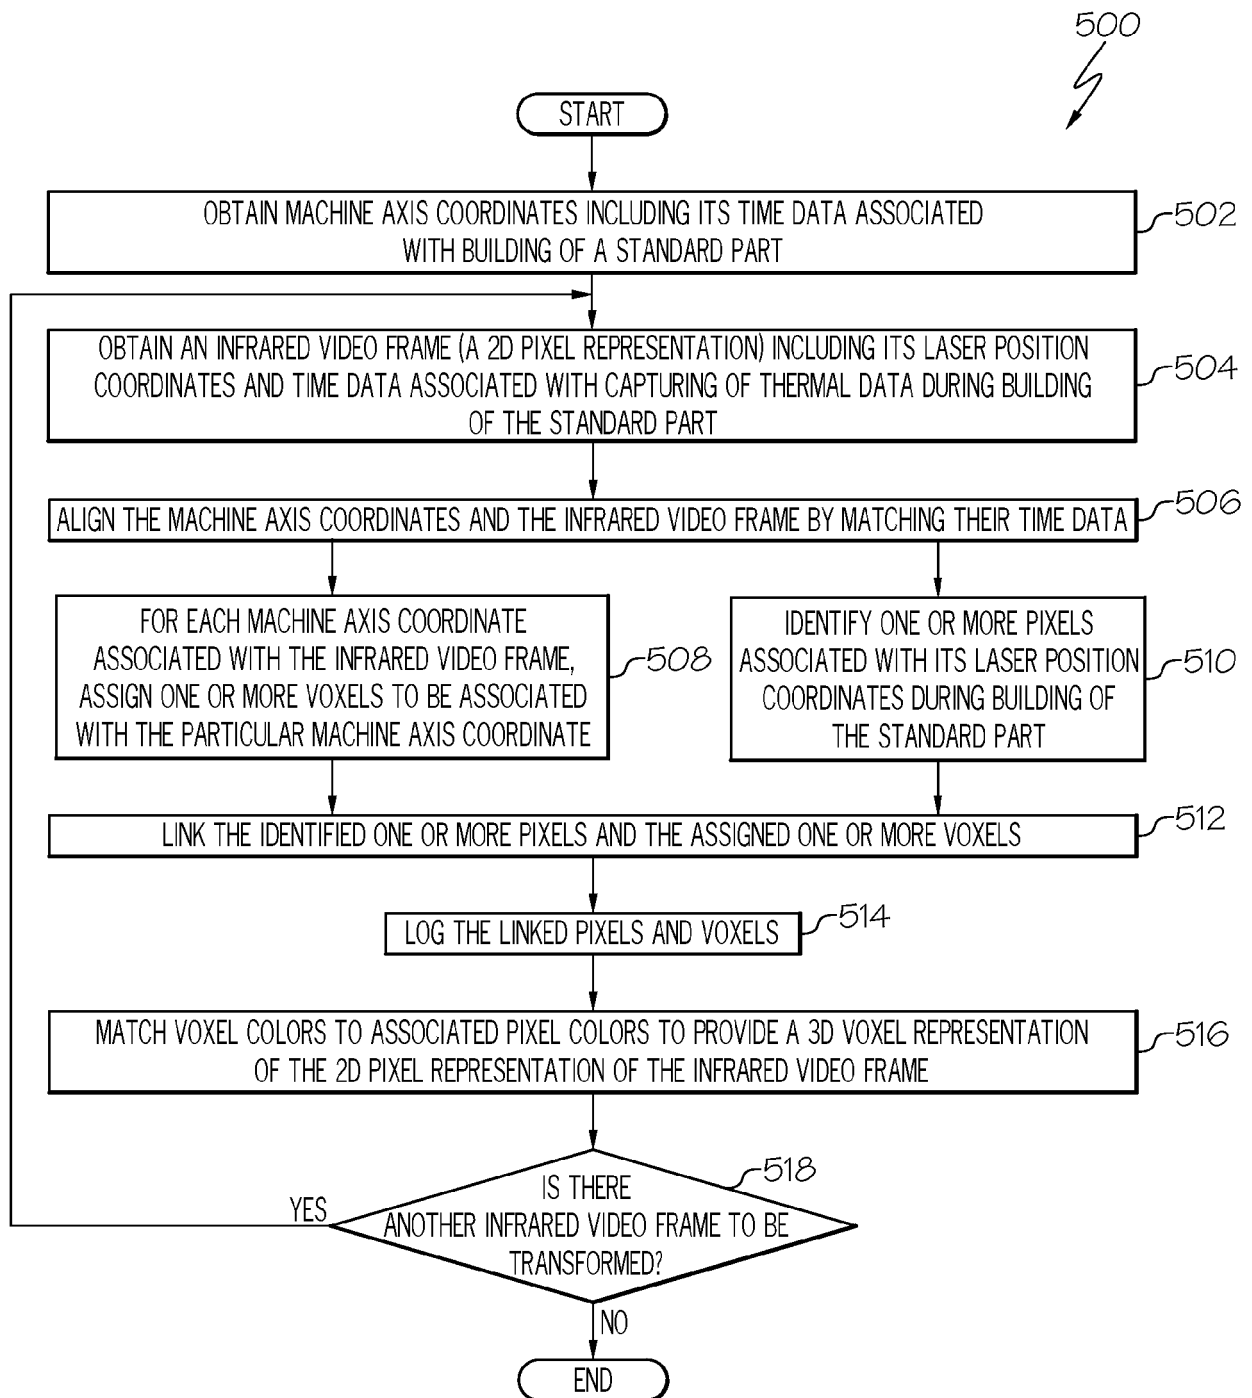 500
START
OBTAIN MACHINE AXIS COORDINATES INCLUDING ITS TIME DATA ASSOCIATED
WITH BUILDING OF A STANDARD PART
502
OBTAIN AN INFRARED VIDEO FRAME (A 2D PIXEL REPRESENTATION) INCLUDING ITS LASER POSITION
COORDINATES AND TIME DATA ASSOCIATED WITH CAPTURING OF THERMAL DATA DURING BUILDING
OF THE STANDARD PART
504
ALIGN THE MACHINE AXIS COORDINATES AND THE INFRARED VIDEO FRAME BY MATCHING THEIR TIME DATA
506
FOR EACH MACHINE AXIS COORDINATE
ASSOCIATED WITH THE INFRARED VIDEO FRAME,
ASSIGN ONE OR MORE VOXELS TO BE ASSOCIATED
WITH THE PARTICULAR MACHINE AXIS COORDINATE
508
IDENTIFY ONE OR MORE PIXELS
ASSOCIATED WITH ITS LASER POSITION
COORDINATES DURING BUILDING OF
THE STANDARD PART
510
LINK THE IDENTIFIED ONE OR MORE PIXELS AND THE ASSIGNED ONE OR MORE VOXELS
512
LOG THE LINKED PIXELS AND VOXELS
514
MATCH VOXEL COLORS TO ASSOCIATED PIXEL COLORS TO PROVIDE A 3D VOXEL REPRESENTATION
OF THE 2D PIXEL REPRESENTATION OF THE INFRARED VIDEO FRAME
516
IS THERE
ANOTHER INFRARED VIDEO FRAME TO BE
TRANSFORMED?
518
YES
NO
END